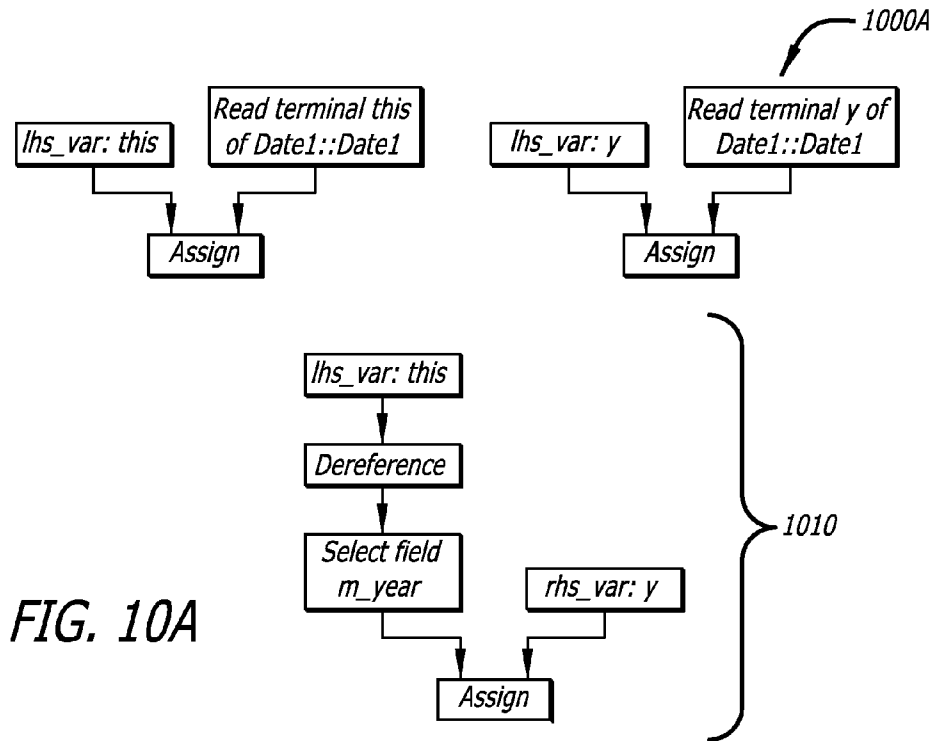 1000A
lhs_var: this
Read terminal this
of Date1::Date1
Assign
lhs_var: y
Read terminal y of
Date1::Date1
Assign
lhs_var: this
Dereference
Select field
m_year
rhs_var: y
Assign
1010
FIG. 10A